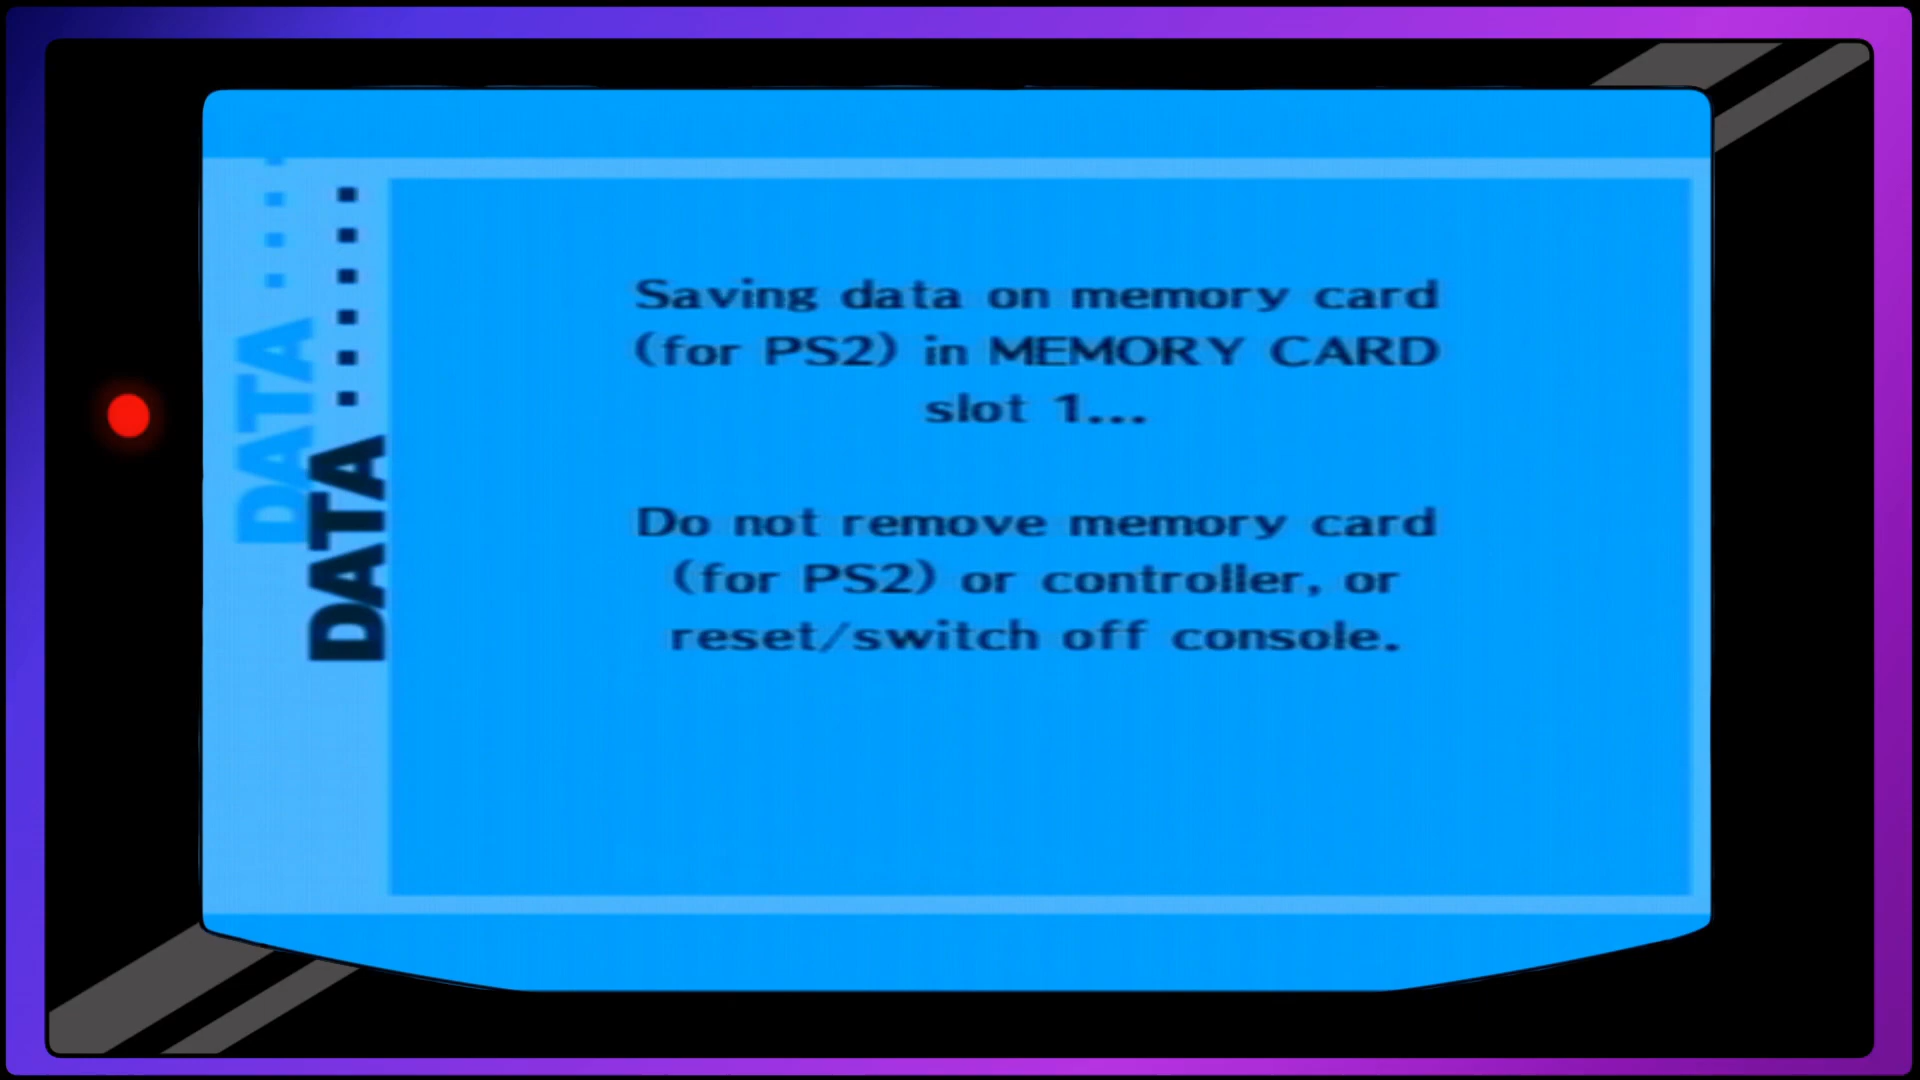 DATA ......
DATA ....
Saving data on memory card
(for PS2) in MEMORY CARD
slot 1...
Do not remove memory card
(for PS2) or controller, or
reset/switch off console.